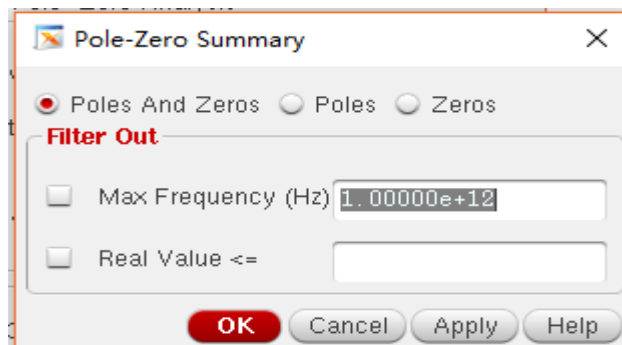 Pole-Zero Summary
Poles And Zeros Poles Zeros
Filter Out
Max Frequency (Hz) 1.00000e+12
Real Value <=
OK Cancel Apply Help